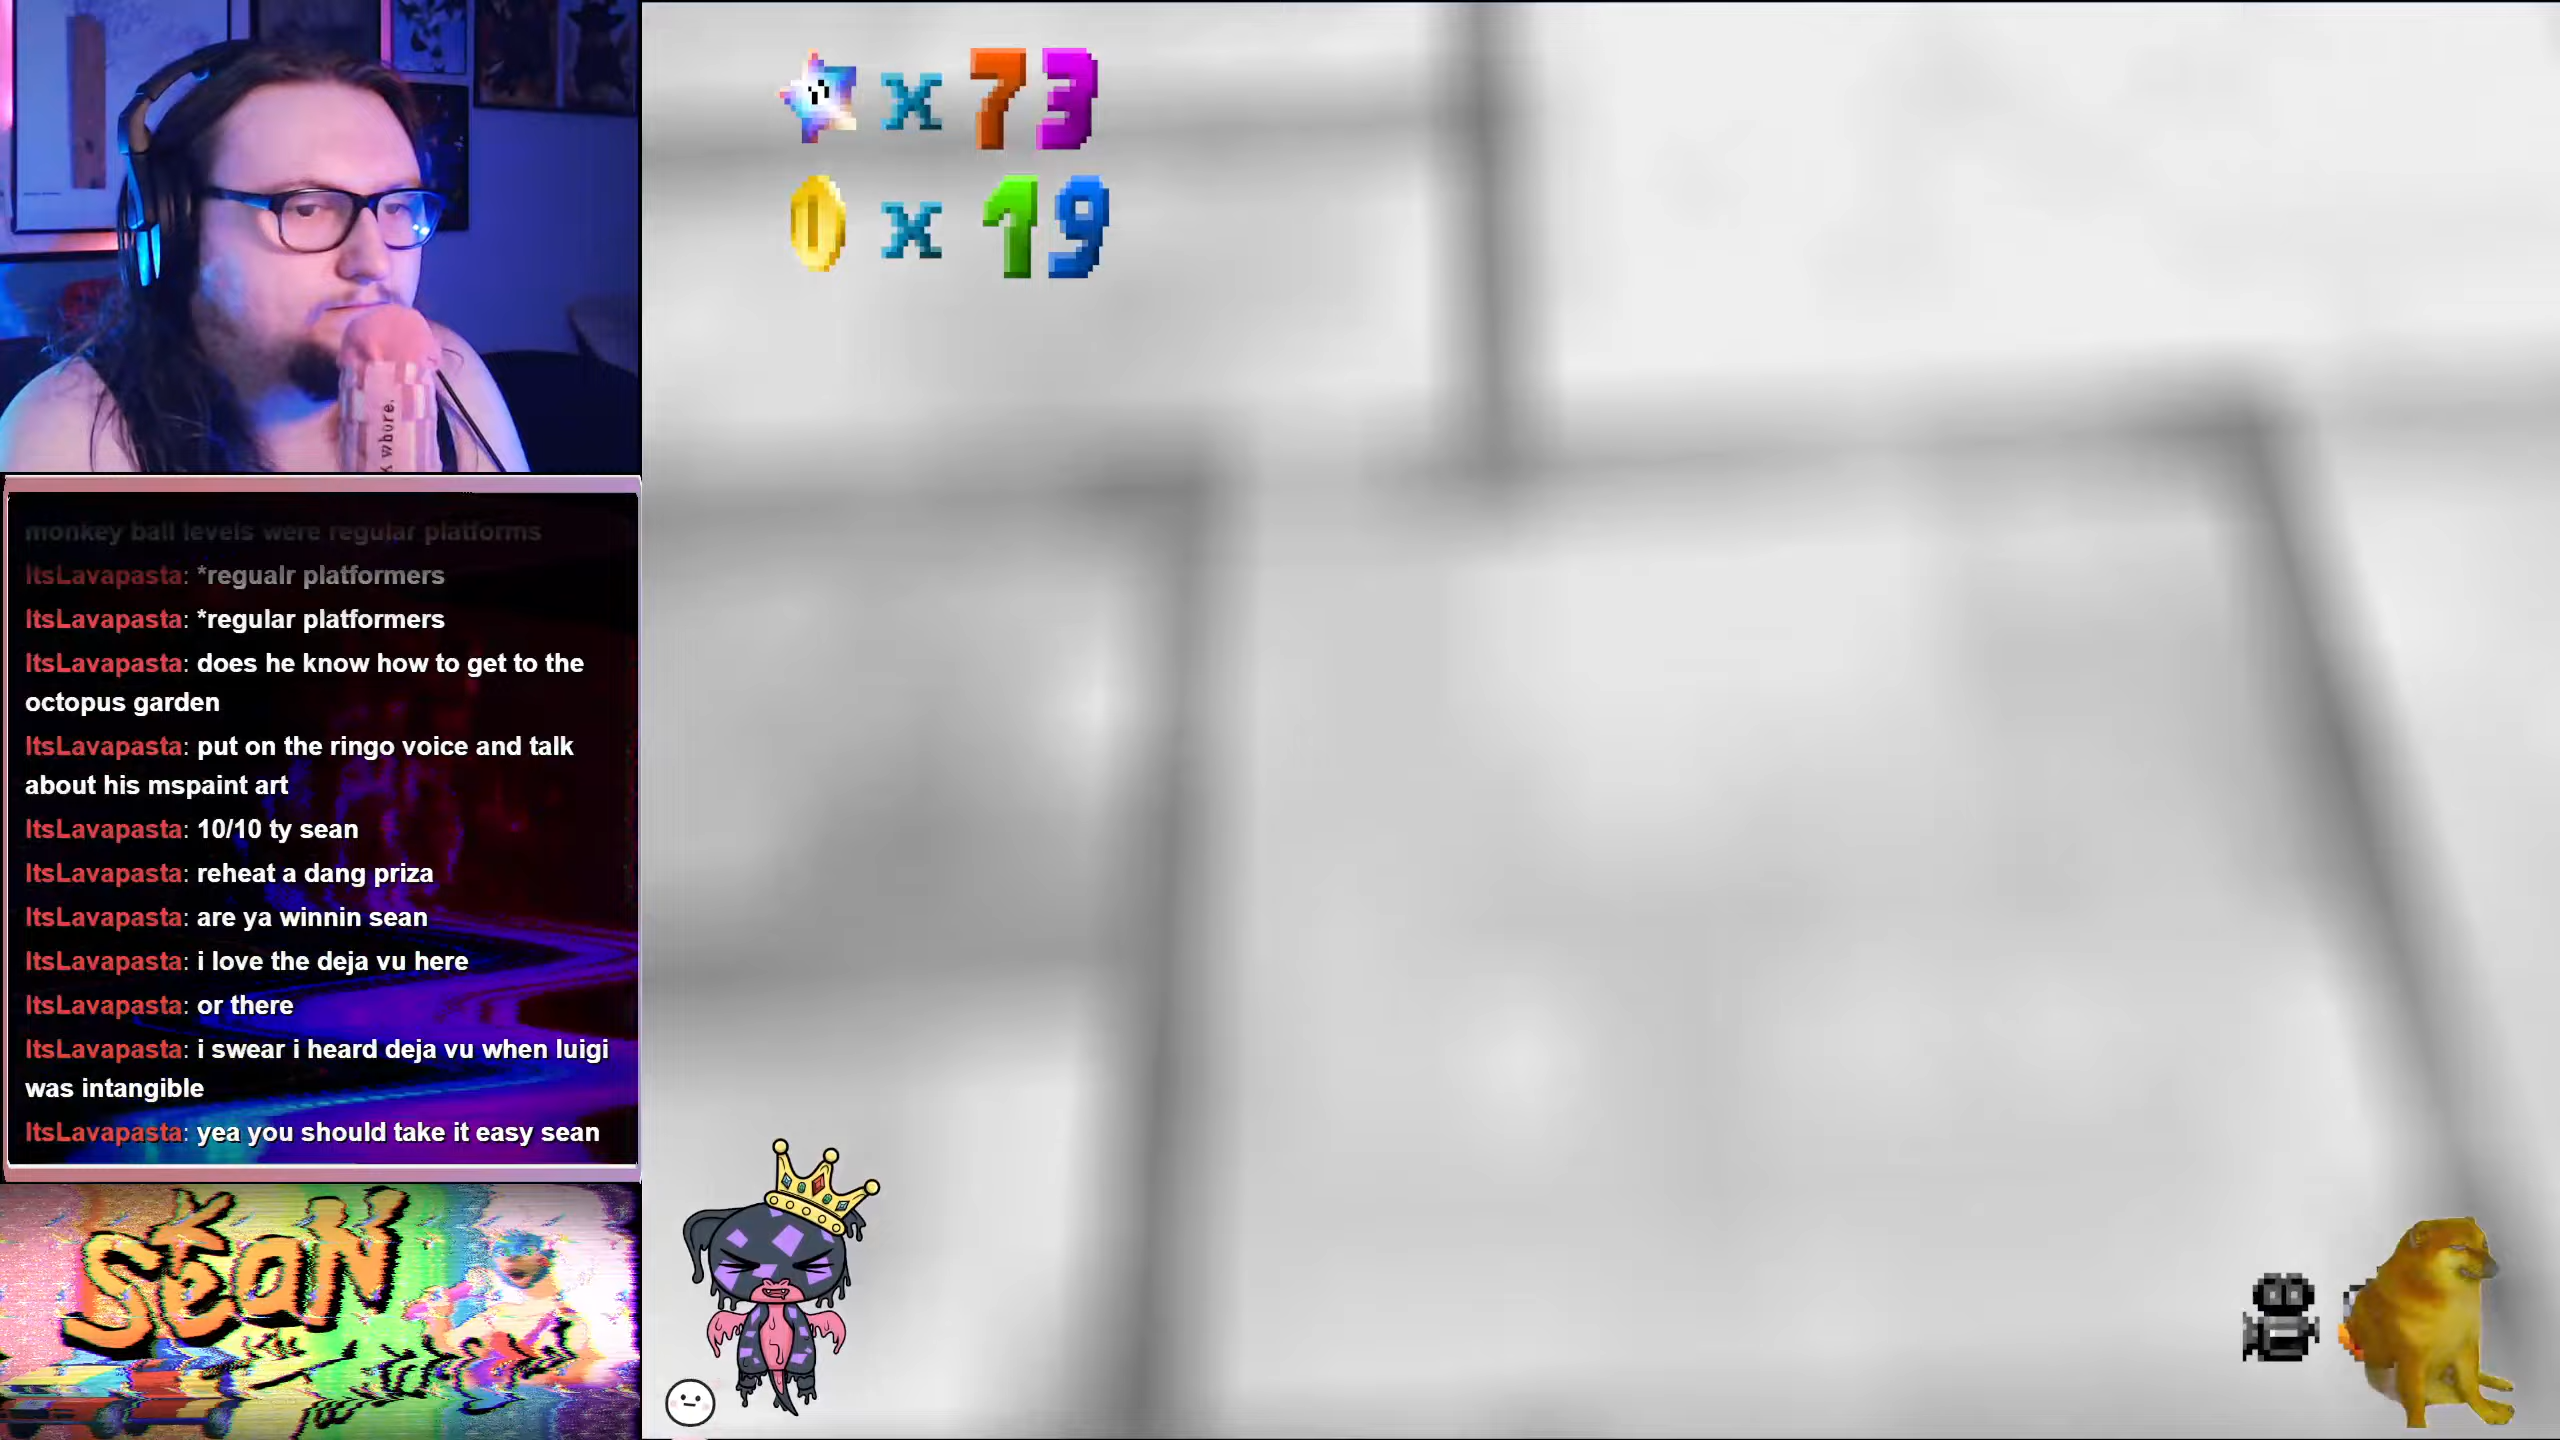 x 73
x 19
K whore.
monkey ball levels were regular platforms
ItsLavapasta: *regualr platformers
ItsLavapasta: *regular platformers
ItsLavapasta: does he know how to get to the
octopus garden
ItsLavapasta: put on the ringo voice and talk
about his mspaint art
ItsLavapasta: 10/10 ty sean
ItsLavapasta: reheat a dang priza
ItsLavapasta: are ya winnin sean
ItsLavapasta: i love the deja vu here
ItsLavapasta: or there
ItsLavapasta: i swear i heard deja vu when luigi
was intangible
ItsLavapasta: yea you should take it easy sean
SEAN